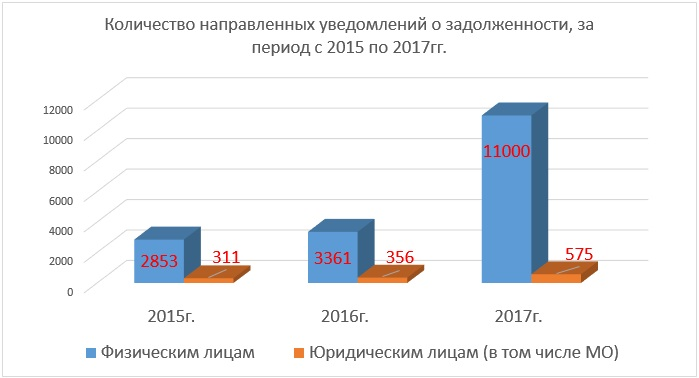 Количество направленных уведомлений о задолженности, за
период с 2015 по 2017гг.
12000
10000
8000
6000
4000
2000
0
2853
311
3361
356
11000
575
2015г.
2016г.
2017г.
Физическим лицам
Юридическим лицам (в том числе МО)